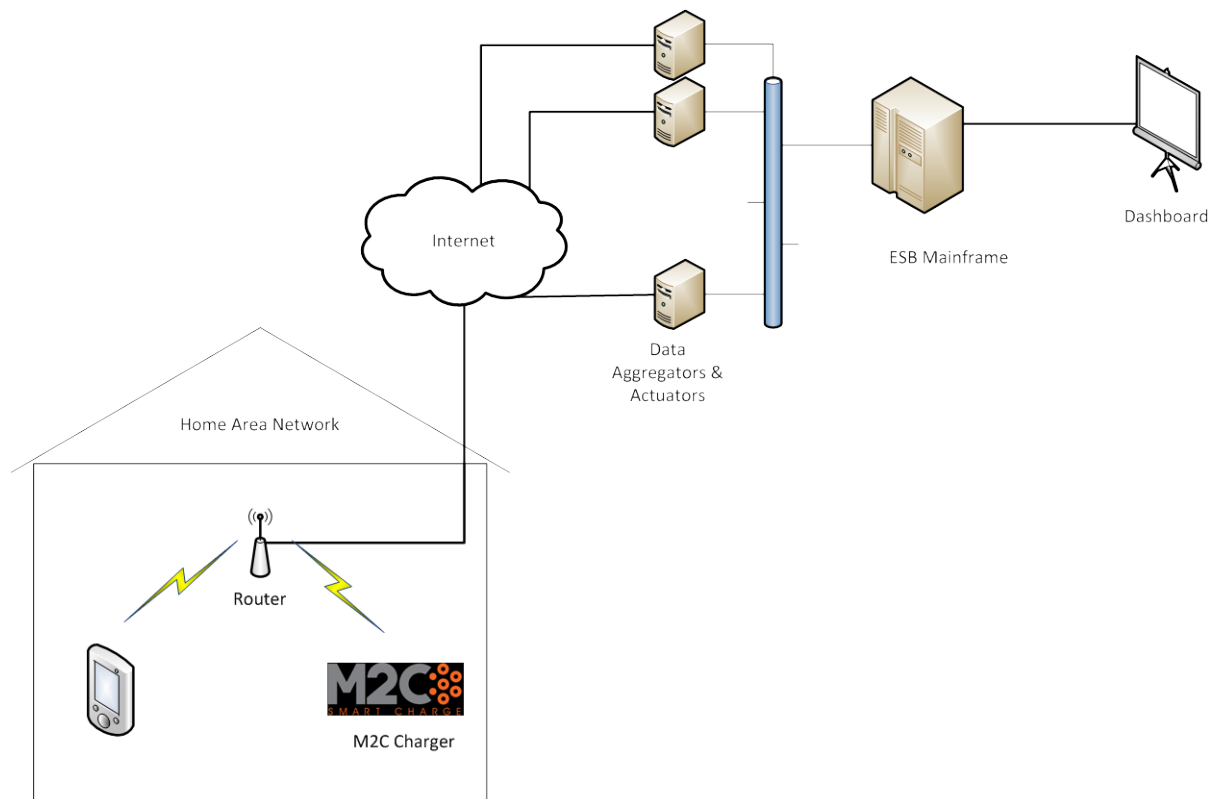 Internet
Dashboard
ESB Mainframe
Data
Aggregators &
Actuators
Home Area Network
Router
M2C
SMART CHARGE
M2C Charger